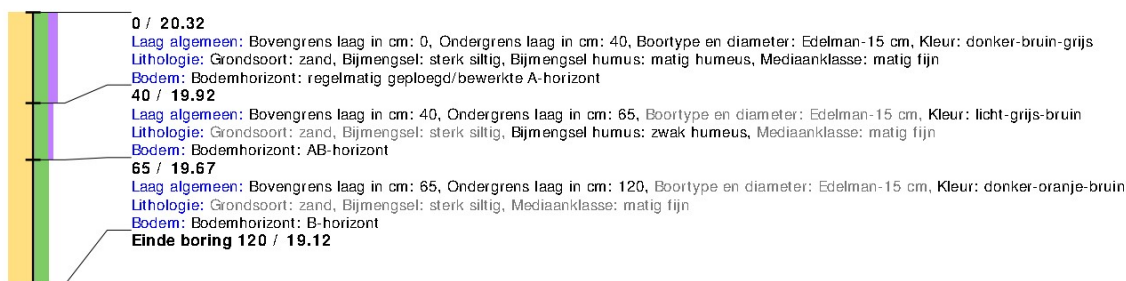 0 / 20.32
Laag algemeen: Bovengrens laag in cm: 0, Ondergrens laag in cm: 40, Boortype en diameter: Edelman-15 cm, Kleur: donker-bruin-grijs
Lithologie: Grondsoort: zand, Bijmengsel: sterk siltig, Bijmengsel humus: matig humeus, Mediaanklasse: matig fijn
Bodem: Bodemhorizont: regelmatig geploegd/bewerkte A-horizont
40 / 19.92
Laag algemeen: Bovengrens laag in cm: 40, Ondergrens laag in cm: 65, Boortype en diameter: Edelman-15 cm, Kleur: licht-grijs-bruin
Lithologie: Grondsoort: zand, Bijmengsel: sterk siltig, Bijmengsel humus: zwak humeus, Mediaanklasse: matig fijn
Bodem: Bodemhorizont: AB-horizont
65 / 19.67
Laag algemeen: Bovengrens laag in cm: 65, Ondergrens laag in cm: 120, Boortype en diameter: Edelman-15 cm, Kleur: donker-oranje-bruin
Lithologie: Grondsoort: zand, Bijmengsel: sterk siltig, Mediaanklasse: matig fijn
Bodem: Bodemhorizont: B-horizont
Einde boring 120 / 19.12